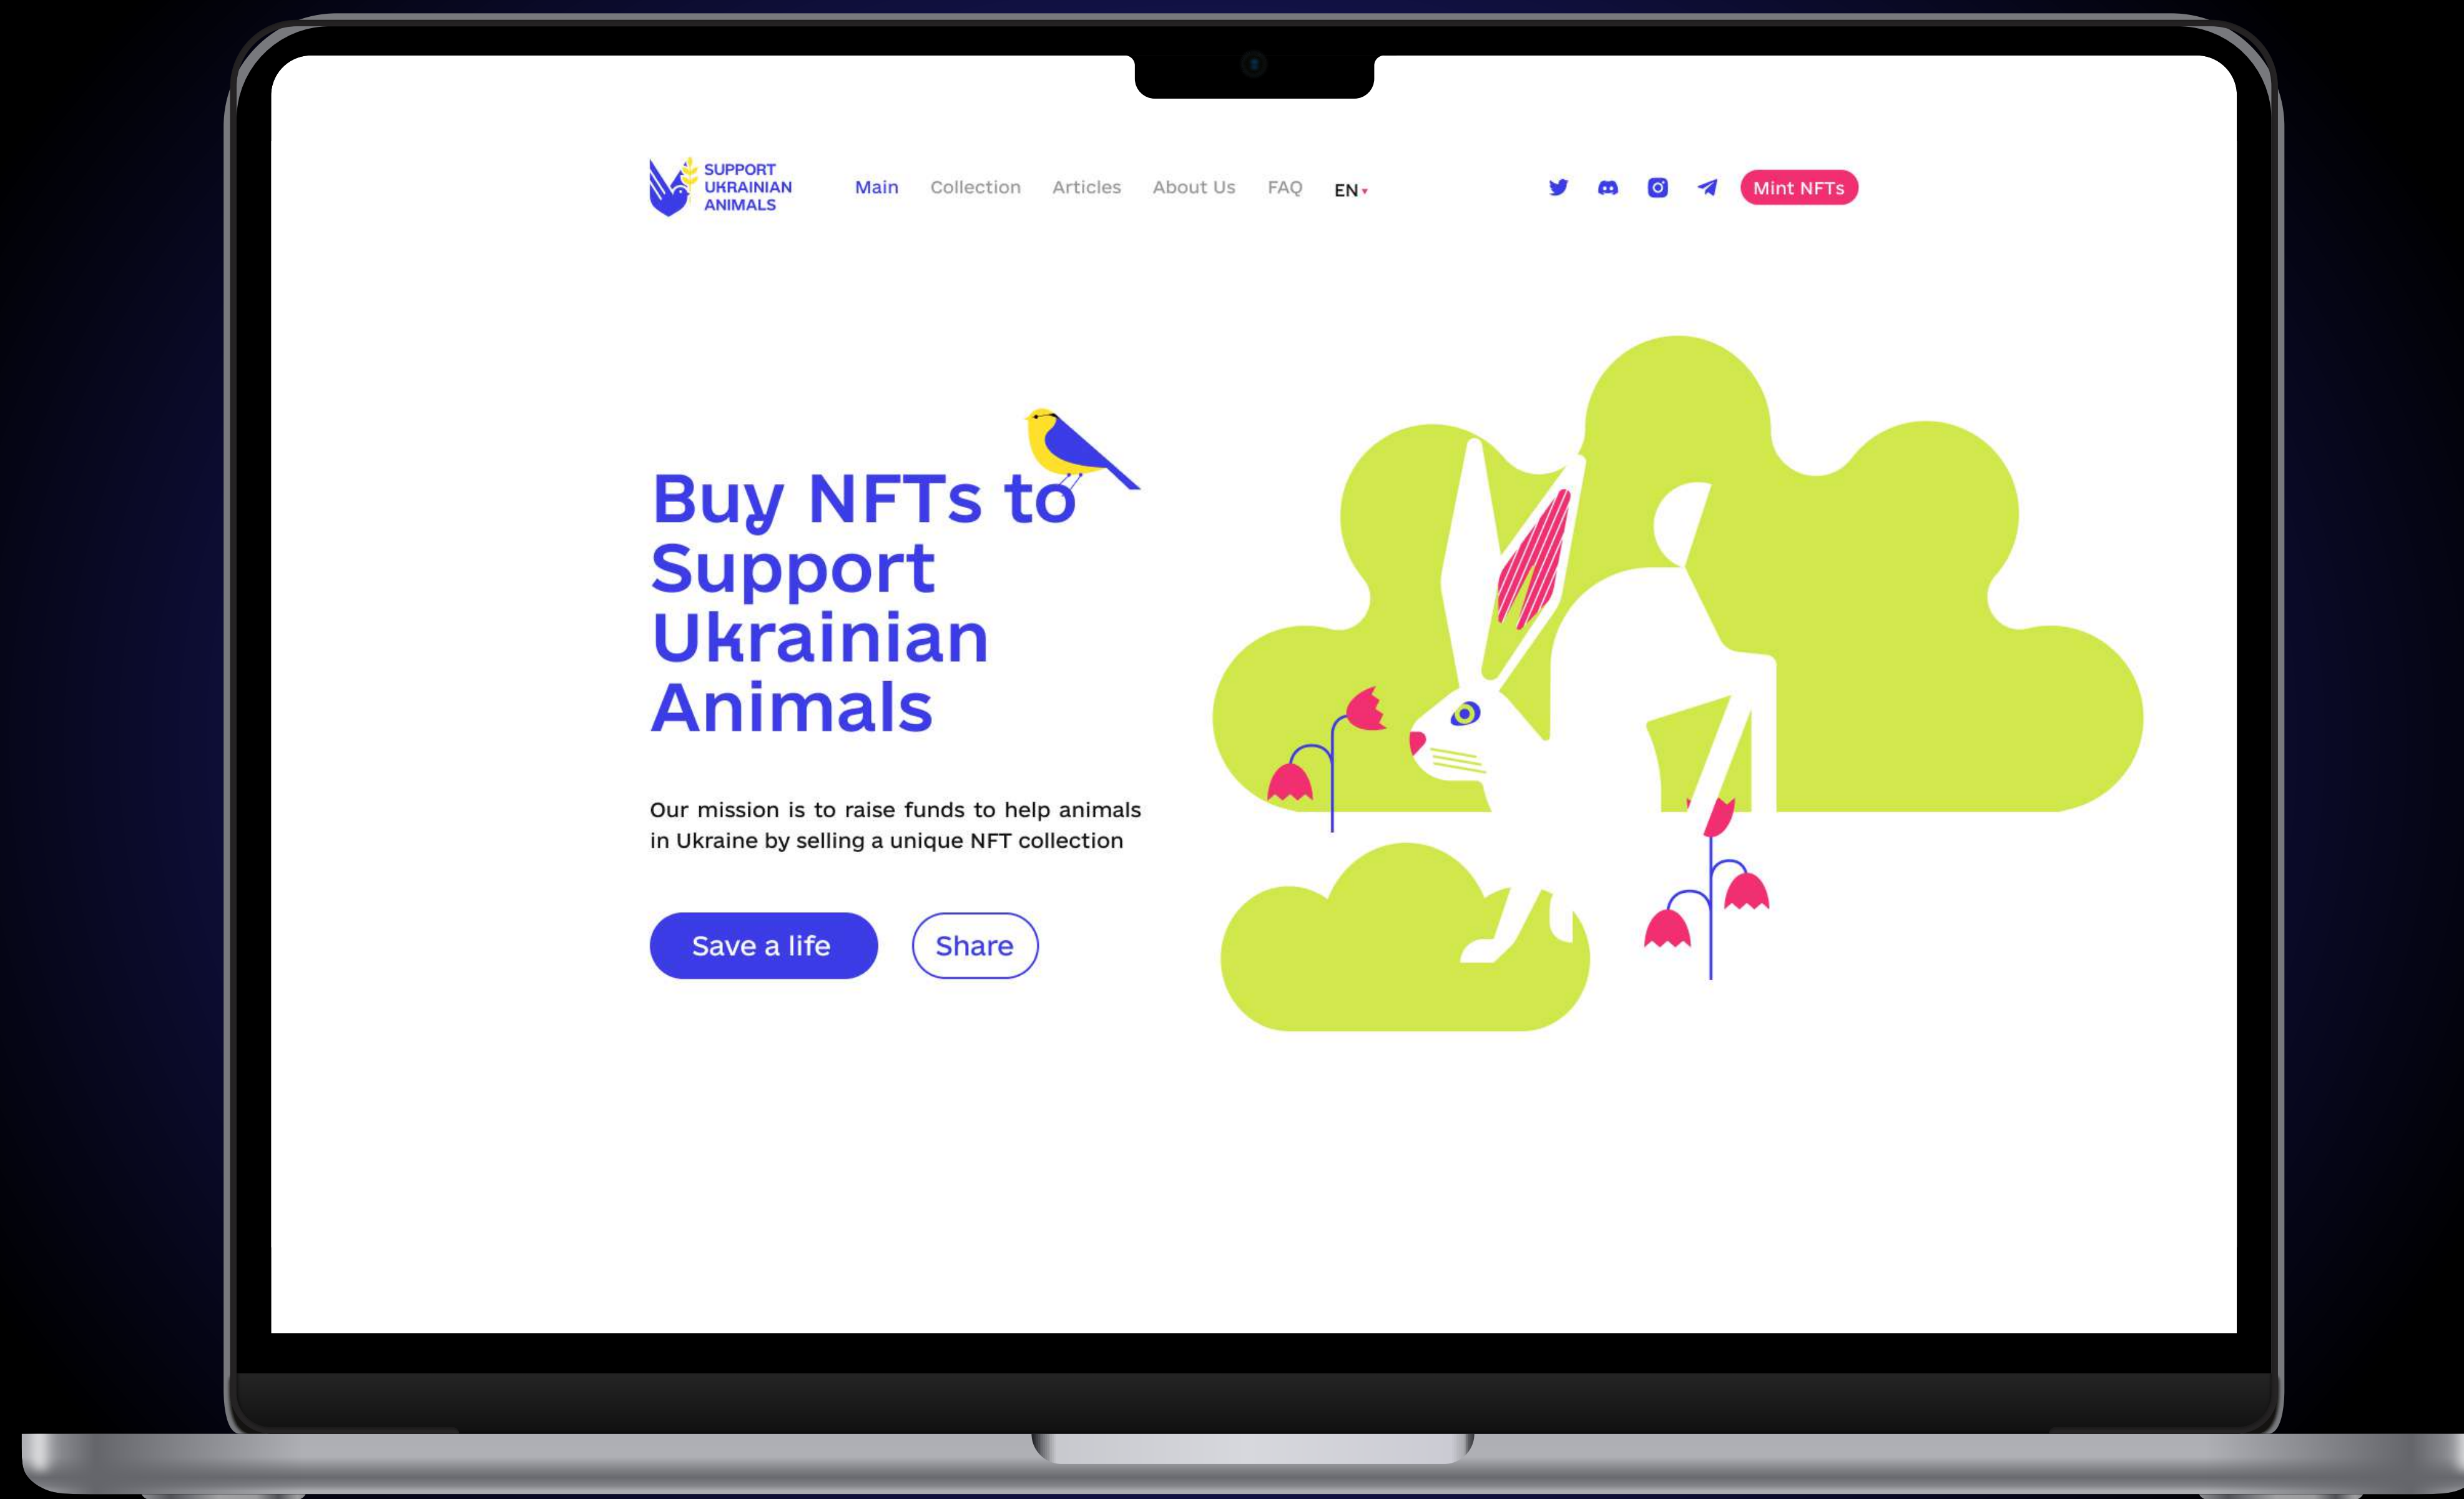 SUPPORT
UKRAINIAN
ANIMALS
Main Collection Articles About Us FAQ EN
Mint NFTs
Buy NFTs to
Support
Ukrainian
Animals
Our mission is to raise funds to help animals
in Ukraine by selling a unique NFT collection
Save a life Share